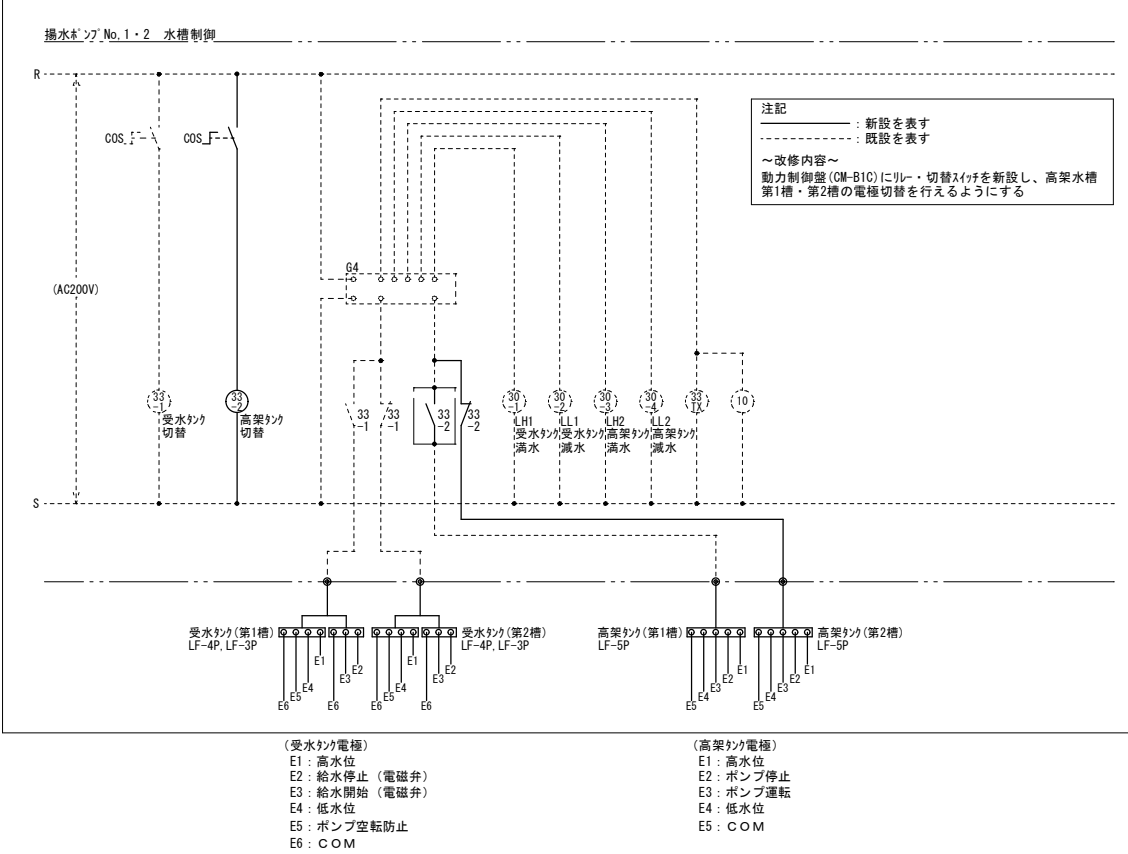 揚水ﾎﾟﾝﾌﾟNo.1・2 水槽制御
R
COS
COS
注記
：新設を表す
：既設を表す
～改修内容～
動力制御盤(CM-B1C)にﾘﾚｰ・切替ｽｲｯﾁを新設し、高架水槽
第1槽・第2槽の電極切替を行えるようにする
G4
(AC200V)
33
-1
受水ﾀﾝｸ
切替
33
-2
高架ﾀﾝｸ
切替
33
-1
33
-1
33
-2
33
-2
30
-1
LH1
受水ﾀﾝｸ
満水
30
-2
LL1
受水ﾀﾝｸ
減水
30
-3
LH2
高架ﾀﾝｸ
満水
30
-4
LL2
高架ﾀﾝｸ
減水
33
TX
10
S
受水ﾀﾝｸ(第1槽)
LF-4P,LF-3P
E1
E4
E5
E6
E2
E3
E6
E1
E4
E5
E6
E2
E3
E6
受水ﾀﾝｸ(第2槽)
LF-4P,LF-3P
高架ﾀﾝｸ(第1槽)
LF-5P
E1
E2
E3
E4
E5
E1
E2
E3
E4
E5
高架ﾀﾝｸ(第2槽)
LF-5P
(受水ﾀﾝｸ電極)
E1：高水位
E2：給水停止（電磁弁）
E3：給水開始（電磁弁）
E4：低水位
E5：ポンプ空転防止
E6：ＣＯＭ
(高架ﾀﾝｸ電極)
E1：高水位
E2：ポンプ停止
E3：ポンプ運転
E4：低水位
E5：ＣＯＭ